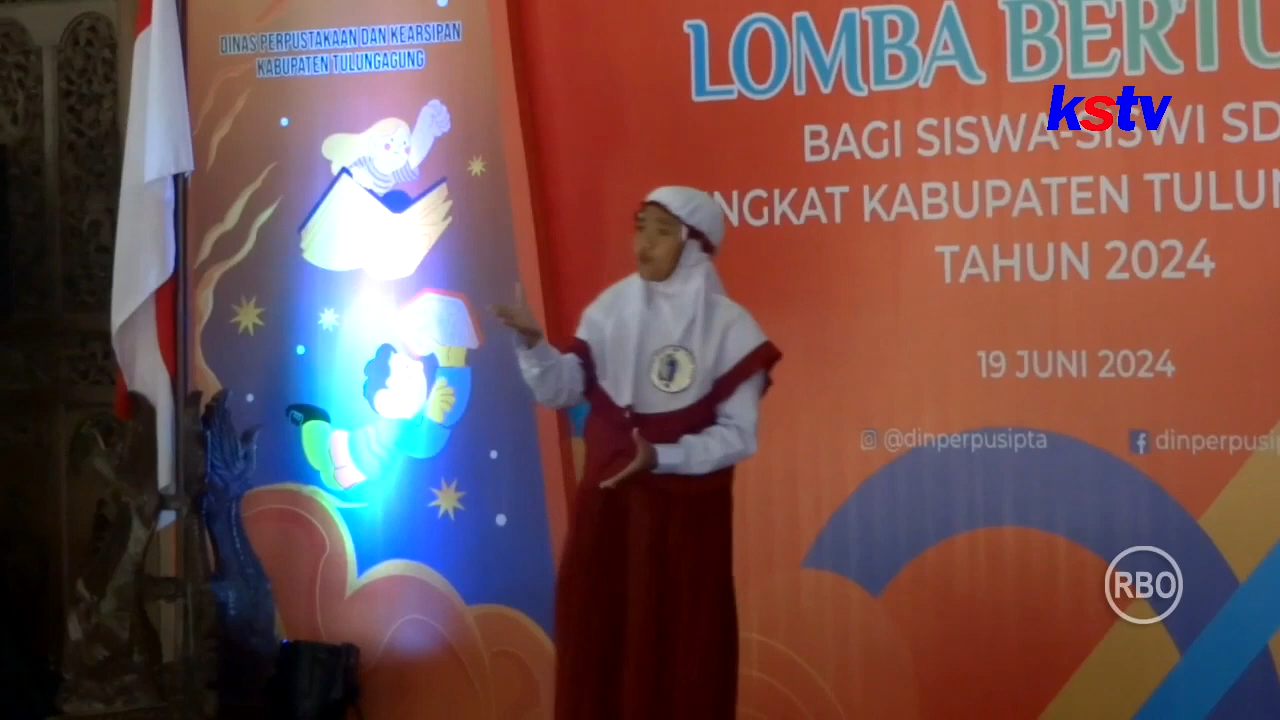 DINAS PERPUSTAKAAN DAN KEARSIPAN
KABUPATEN TULUNGAGUNG
LOMBA BERTU
kstv
BAGI SISWA-SISWI SD
NGKAT KABUPATEN TULUN
TAHUN 2024
19 JUNI 2024
@dinperpusipta
dinperpusip
RBO